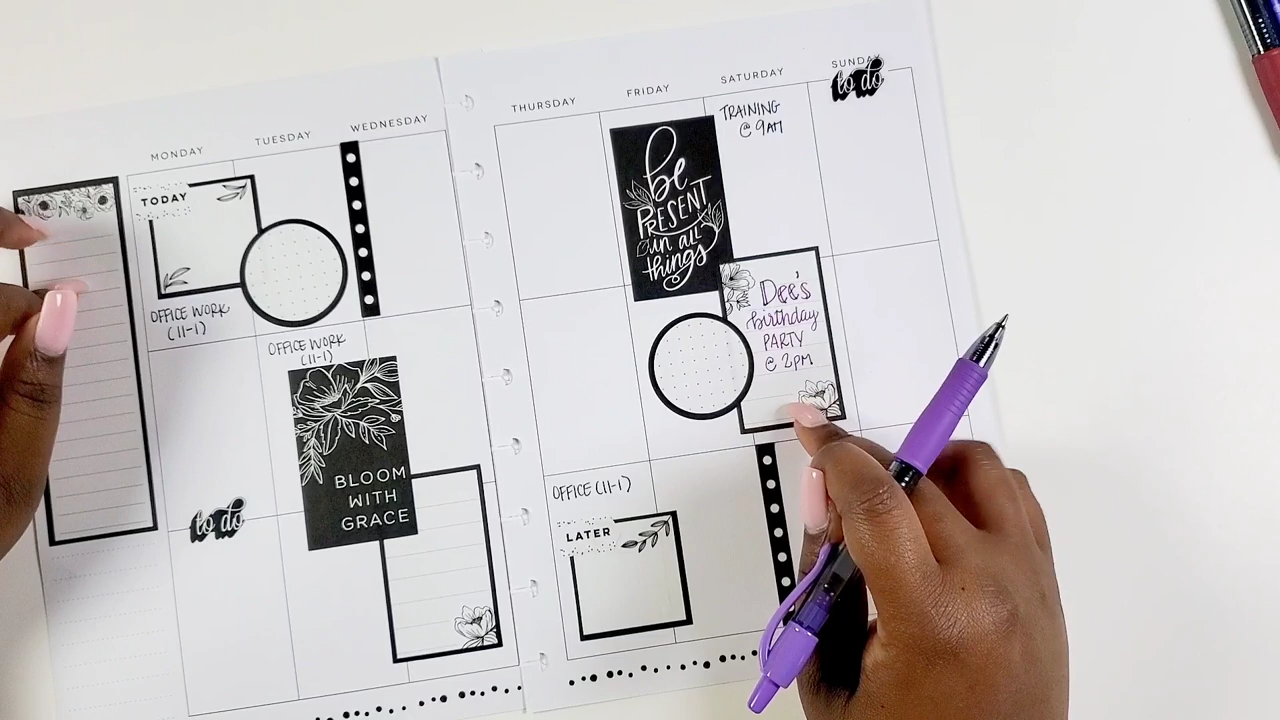 MONDAY
TUESDAY
WEDNESDAY
THURSDAY
FRIDAY
SATURDAY
SUNDAY
to do
TODAY
OFFICE WORK
(11-1)
OFFICE WORK
(11-1)
BLOOM
WITH
GRACE
to do
be
PRESENT
in all
things
TRAINING
@ 9AM
Dee's
birthday
PARTY
@ 2PM
OFFICE (11-1)
LATER